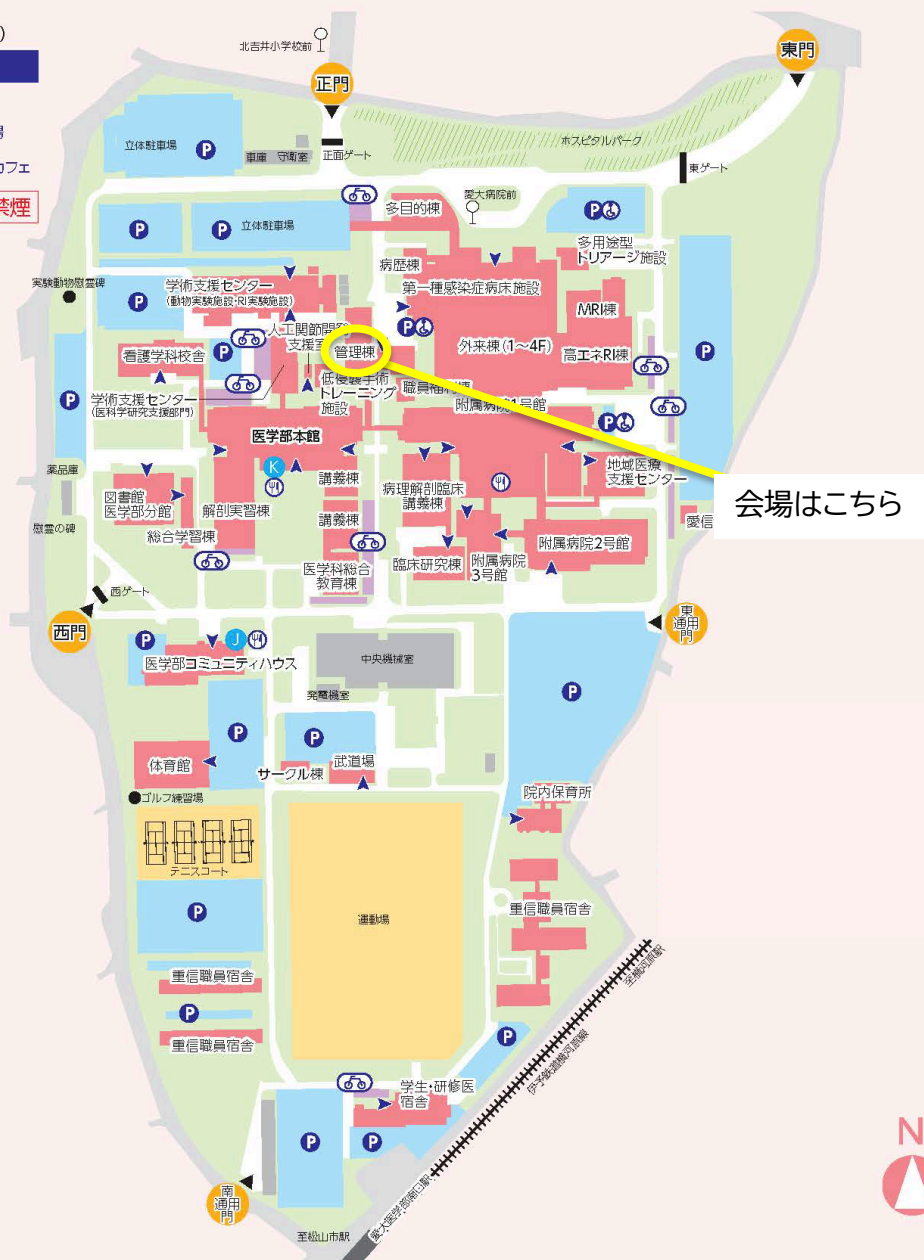 )
北吉井小学校前
東門
正門
場
カフェ
禁煙
立体駐車場
P
車庫
守衛室
正面ゲート
ホスピタルパーク
東ゲート
愛大病院前
多目的棟
P
P
立体駐車場
P
多用途型
トリアージ施設
病歴棟
実験動物慰霊碑
学術支援センター
(動物実験施設・RI実験施設)
第一種感染症病床施設
P
MRI棟
人工関節開発
支援室
P
管理棟
外来棟(1～4F)
高エネRI棟
P
看護学科校舎
P
低侵襲手術
トレーニング
施設
職員福利棟
P
学術支援センター
(医科学研究支援部門)
附属病院1号館
P
医学部本館
K
薬品庫
講義棟
病理解剖臨床
講義棟
地域医療
支援センター
会場はこちら
図書館
医学部分館
解剖実習棟
講義棟
愛信
慰霊の碑
総合学習棟
附属病院2号館
医学科総合
教育棟
臨床研究棟
附属病院
3号館
西ゲート
西門
東
通用
門
P
J
医学部コミュニティハウス
中央機械室
発電機室
P
P
P
体育館
サークル棟
武道場
院内保育所
ゴルフ練習場
テニスコート
P
運動場
重信職員宿舎
至横河原駅
重信職員宿舎
P
重信職員宿舎
P
伊予鉄道横河原線
学生・研修医
宿舎
N
P
P
南
通用
門
愛大医学部南口駅
至松山市駅